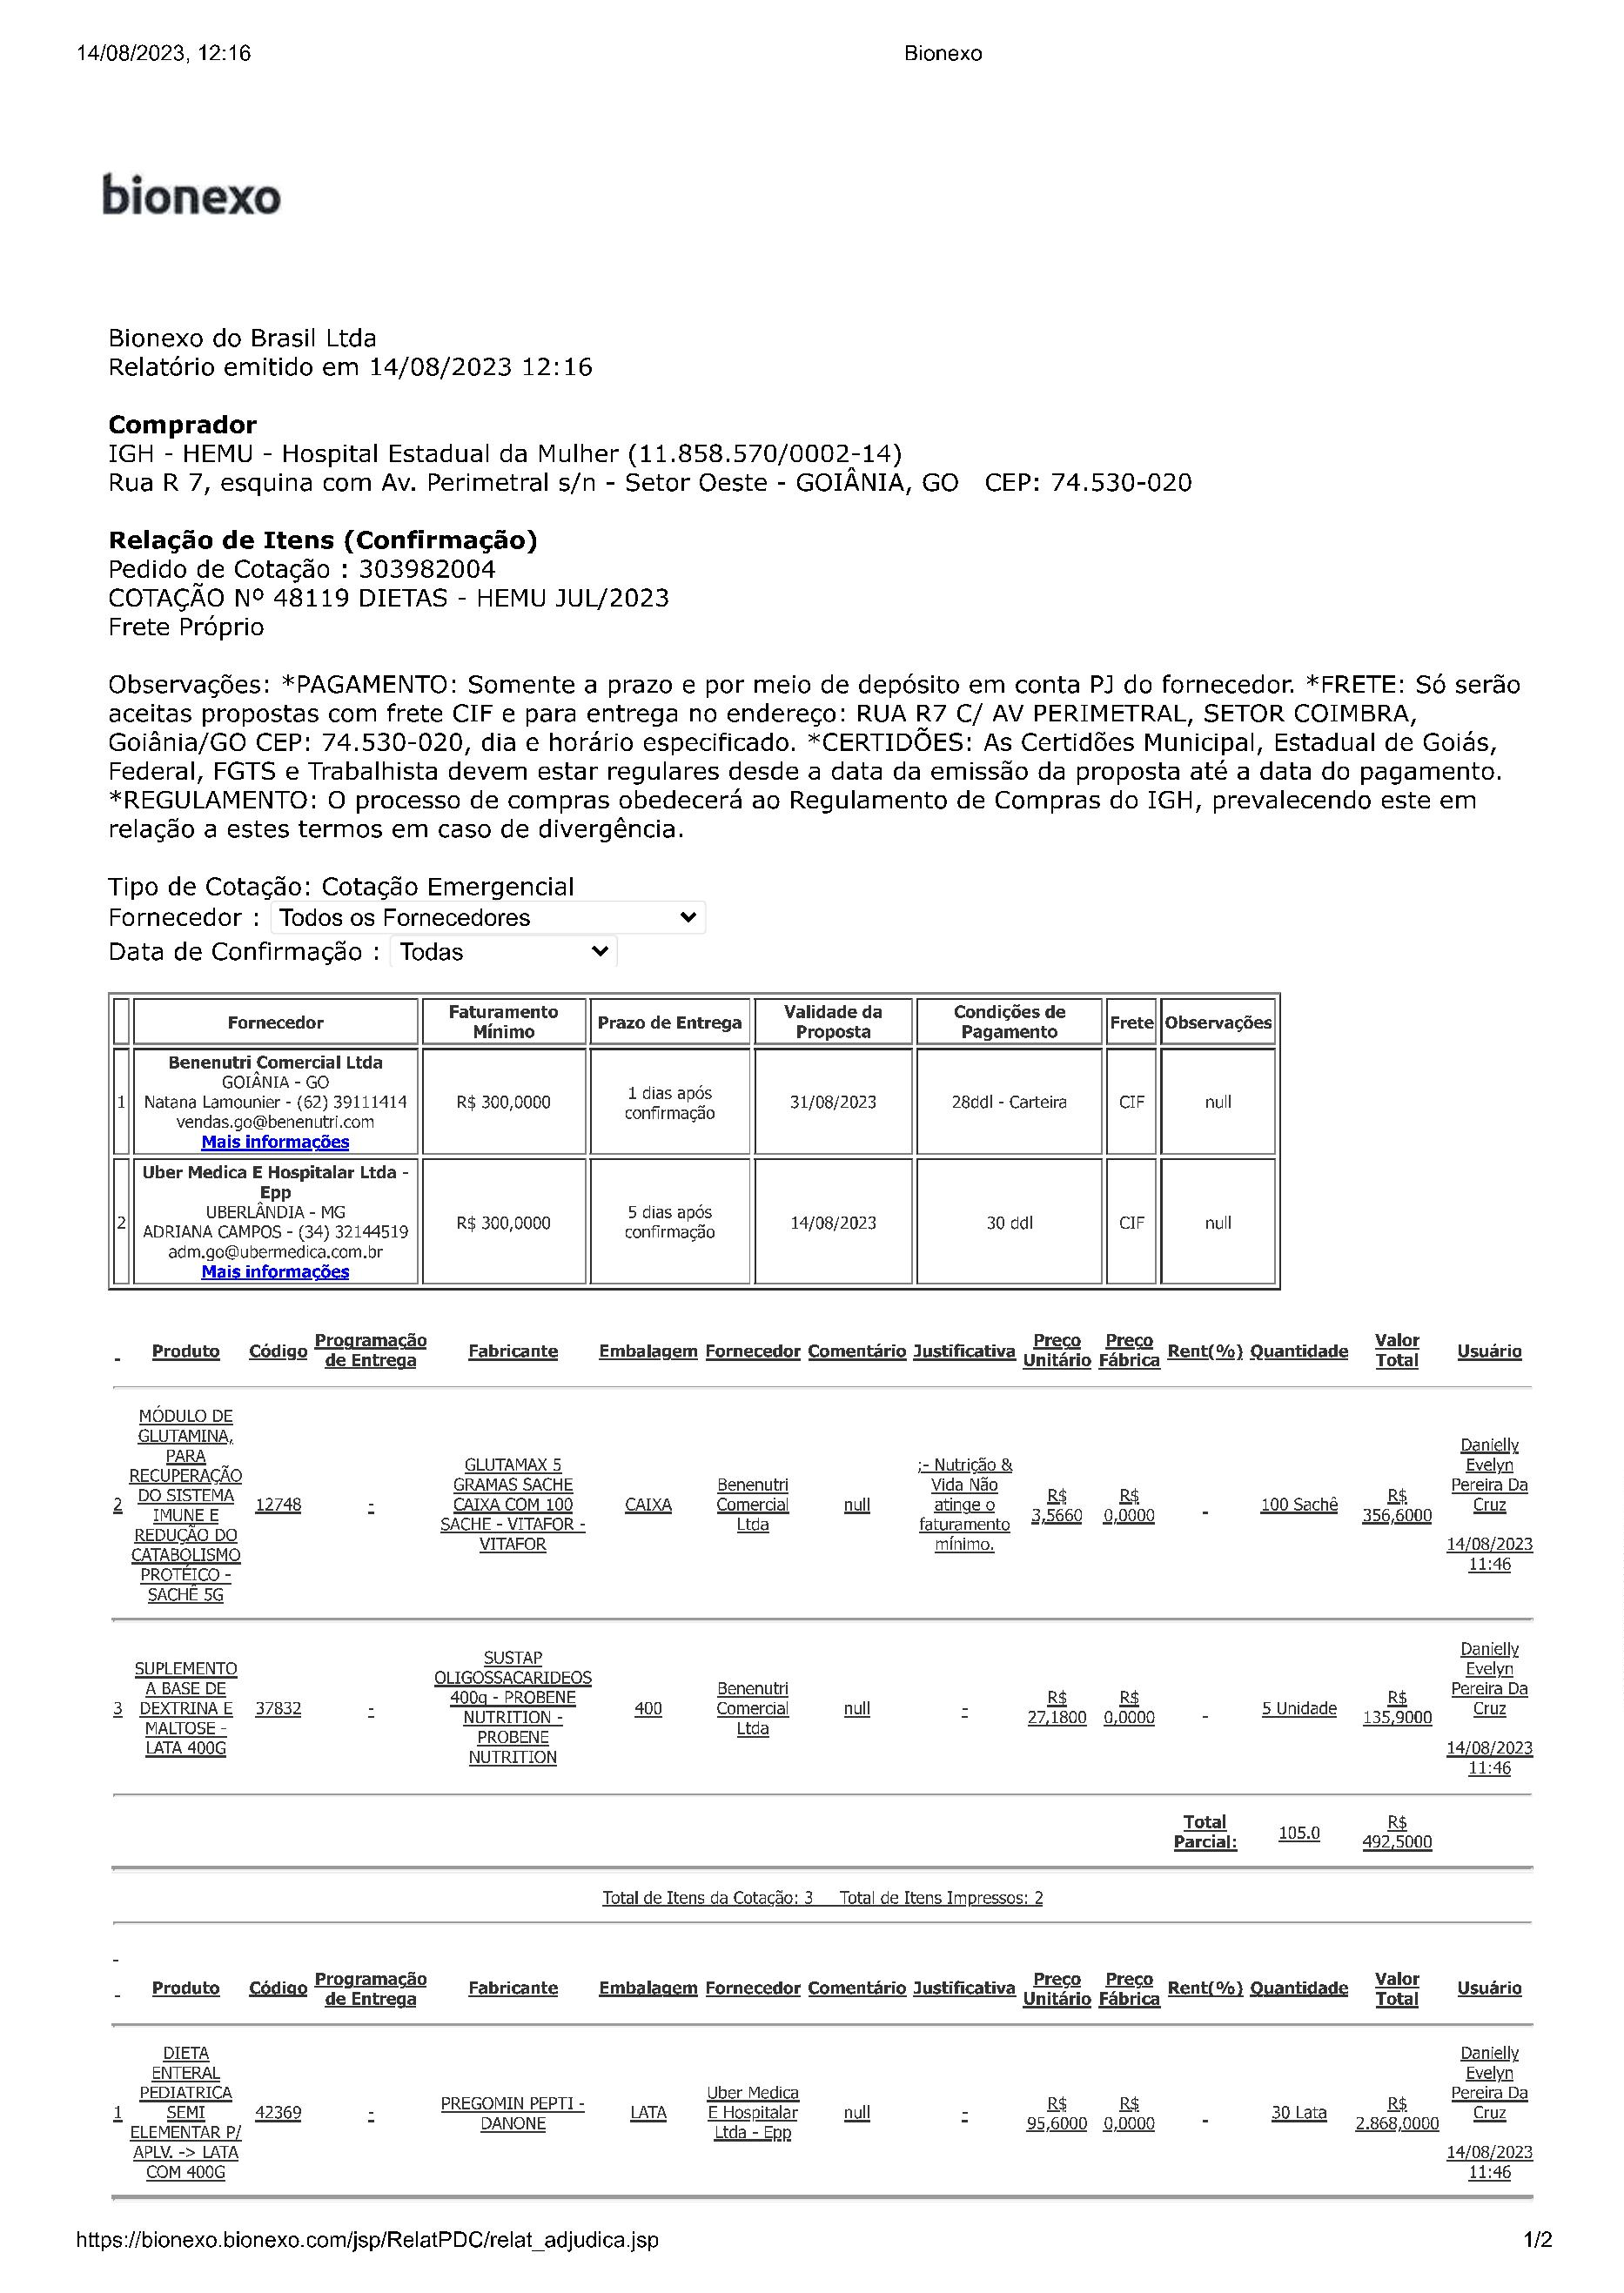 14/08/2023, 12:16
Bionexo
bionexo
Bionexo do Brasil Ltda
Relatório emitido em 14/08/2023 12:16
Comprador
IGH - HEMU - Hospital Estadual da Mulher (11.858.570/0002-14)
Rua R 7, esquina com Av. Perimetral s/n - Setor Oeste - GOIÂNIA, GO   CEP: 74.530-020
Relação de Itens (Confirmação)
Pedido de Cotação : 303982004
COTAÇÃO Nº 48119 DIETAS - HEMU JUL/2023
Frete Próprio
Observações: *PAGAMENTO: Somente a prazo e por meio de depósito em conta PJ do fornecedor. *FRETE: Só serão
aceitas propostas com frete CIF e para entrega no endereço: RUA R7 C/ AV PERIMETRAL, SETOR COIMBRA,
Goiânia/GO CEP: 74.530-020, dia e horário especificado. *CERTIDÕES: As Certidões Municipal, Estadual de Goiás,
Federal, FGTS e Trabalhista devem estar regulares desde a data da emissão da proposta até a data do pagamento.
*REGULAMENTO: O processo de compras obedecerá ao Regulamento de Compras do IGH, prevalecendo este em
relação a estes termos em caso de divergência.
Tipo de Cotação: Cotação Emergencial
Fornecedor : Todos os Fornecedores
Data de Confirmação : Todas
Fornecedor
Faturamento
Mínimo
Prazo de Entrega
Validade da
Proposta
Condições de
Pagamento
Frete
Observações
1
Benenutri Comercial Ltda
GOIÂNIA - GO
Natana Lamounier - (62) 39111414
vendas.go@benenutri.com
Mais informações
R$ 300,0000
1 dias após
confirmação
31/08/2023
28ddl - Carteira
CIF
null
2
Uber Medica E Hospitalar Ltda -
Epp
UBERLÂNDIA - MG
ADRIANA CAMPOS - (34) 32144519
adm.go@ubermedica.com.br
Mais informações
R$ 300,0000
5 dias após
confirmação
14/08/2023
30 ddl
CIF
null
-
Produto
Código
Programação
de Entrega
Fabricante
Embalagem
Fornecedor
Comentário
Justificativa
Preço
Unitário
Preço
Fábrica
Rent(%)
Quantidade
Valor
Total
Usuário
2
MÓDULO DE
GLUTAMINA,
PARA
RECUPERAÇÃO
DO SISTEMA
IMUNE E
REDUÇÃO DO
CATABOLISMO
PROTÉICO -
SACHÊ 5G
12748
-
GLUTAMAX 5
GRAMAS SACHE
CAIXA COM 100
SACHE - VITAFOR -
VITAFOR
CAIXA
Benenutri
Comercial
Ltda
null
;- Nutrição &
Vida Não
atinge o
faturamento
mínimo.
R$
3,5660
R$
0,0000
-
100 Sachê
R$
356,6000
Danielly
Evelyn
Pereira Da
Cruz
14/08/2023
11:46
3
SUPLEMENTO
A BASE DE
DEXTRINA E
MALTOSE -
LATA 400G
37832
-
SUSTAP
OLIGOSSACARIDEOS
400g - PROBENE
NUTRITION -
PROBENE
NUTRITION
400
Benenutri
Comercial
Ltda
null
-
R$
27,1800
R$
0,0000
-
5 Unidade
R$
135,9000
Danielly
Evelyn
Pereira Da
Cruz
14/08/2023
11:46
Total
Parcial:
105.0
R$
492,5000
Total de Itens da Cotação: 3    Total de Itens Impressos: 2
-
-
Produto
Código
Programação
de Entrega
Fabricante
Embalagem
Fornecedor
Comentário
Justificativa
Preço
Unitário
Preço
Fábrica
Rent(%)
Quantidade
Valor
Total
Usuário
1
DIETA
ENTERAL
PEDIATRICA
SEMI
ELEMENTAR P/
APLV. -> LATA
COM 400G
42369
-
PREGOMIN PEPTI -
DANONE
LATA
Uber Medica
E Hospitalar
Ltda - Epp
null
-
R$
95,6000
R$
0,0000
-
30 Lata
R$
2.868,0000
Danielly
Evelyn
Pereira Da
Cruz
14/08/2023
11:46
https://bionexo.bionexo.com/jsp/RelatPDC/relat_adjudica.jsp
1/2